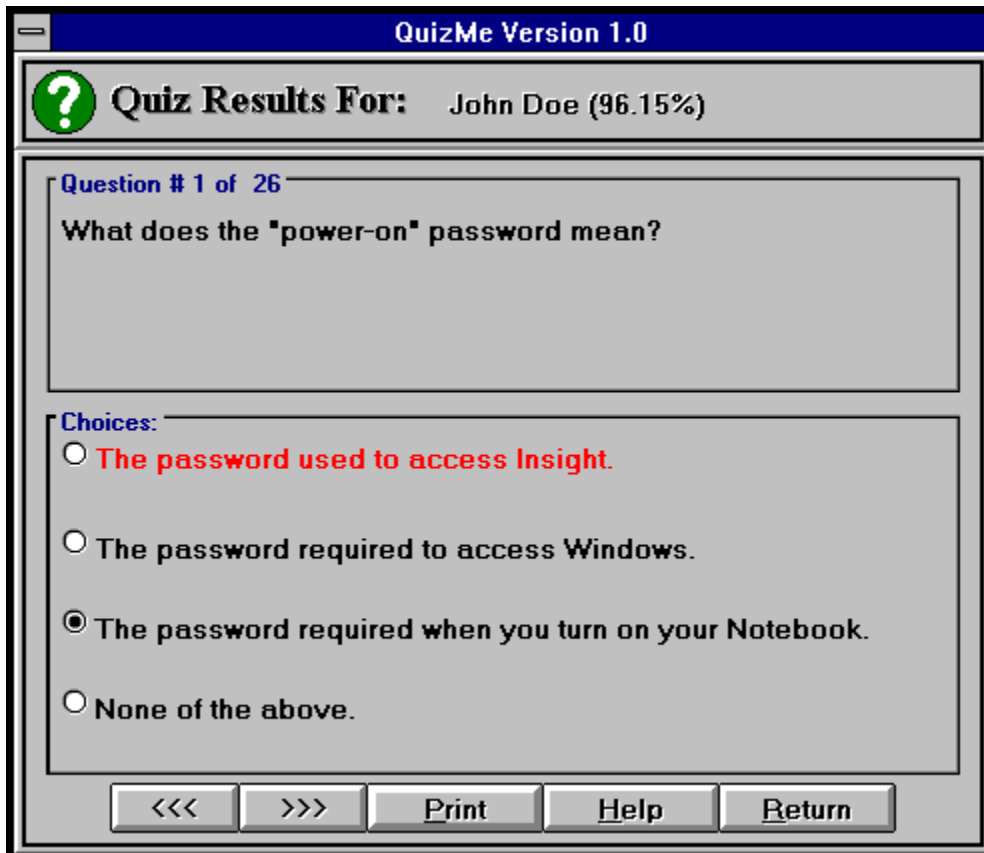 QuizMe Version 1.0
Quiz Results For: John Doe (96.15%)
Question # 1 of 26
What does the "power-on" password mean?
Choices:
The password used to access Insight.
The password required to access Windows.
The password required when you turn on your Notebook.
None of the above.
<<< >>> Print Help Return